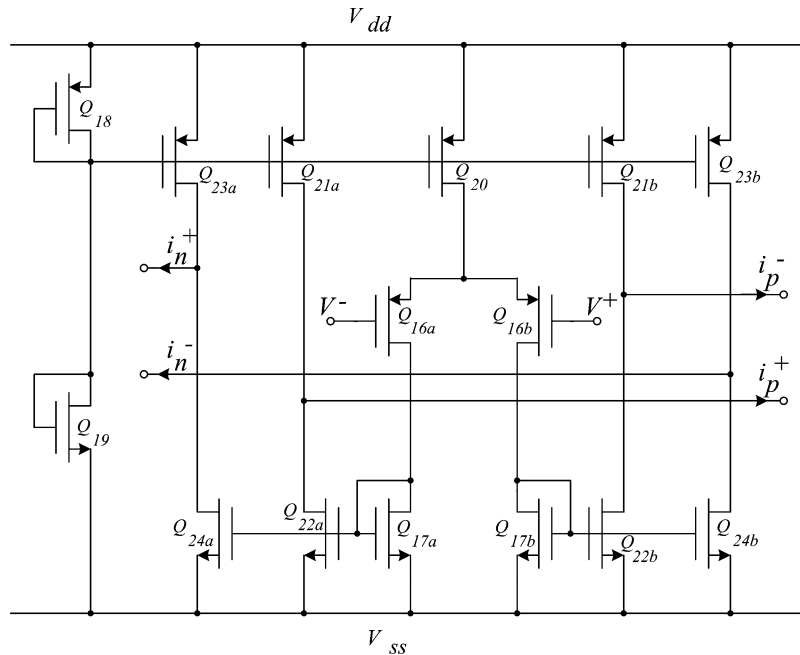 V dd
Q 18
Q 23a
Q 21a
Q 20
Q 21b
Q 23b
i n +
i p -
V-
Q 16a
Q 16b
V+
i n -
i p +
Q 19
Q 24a
Q 22a
Q 17a
Q 17b
Q 22b
Q 24b
V ss